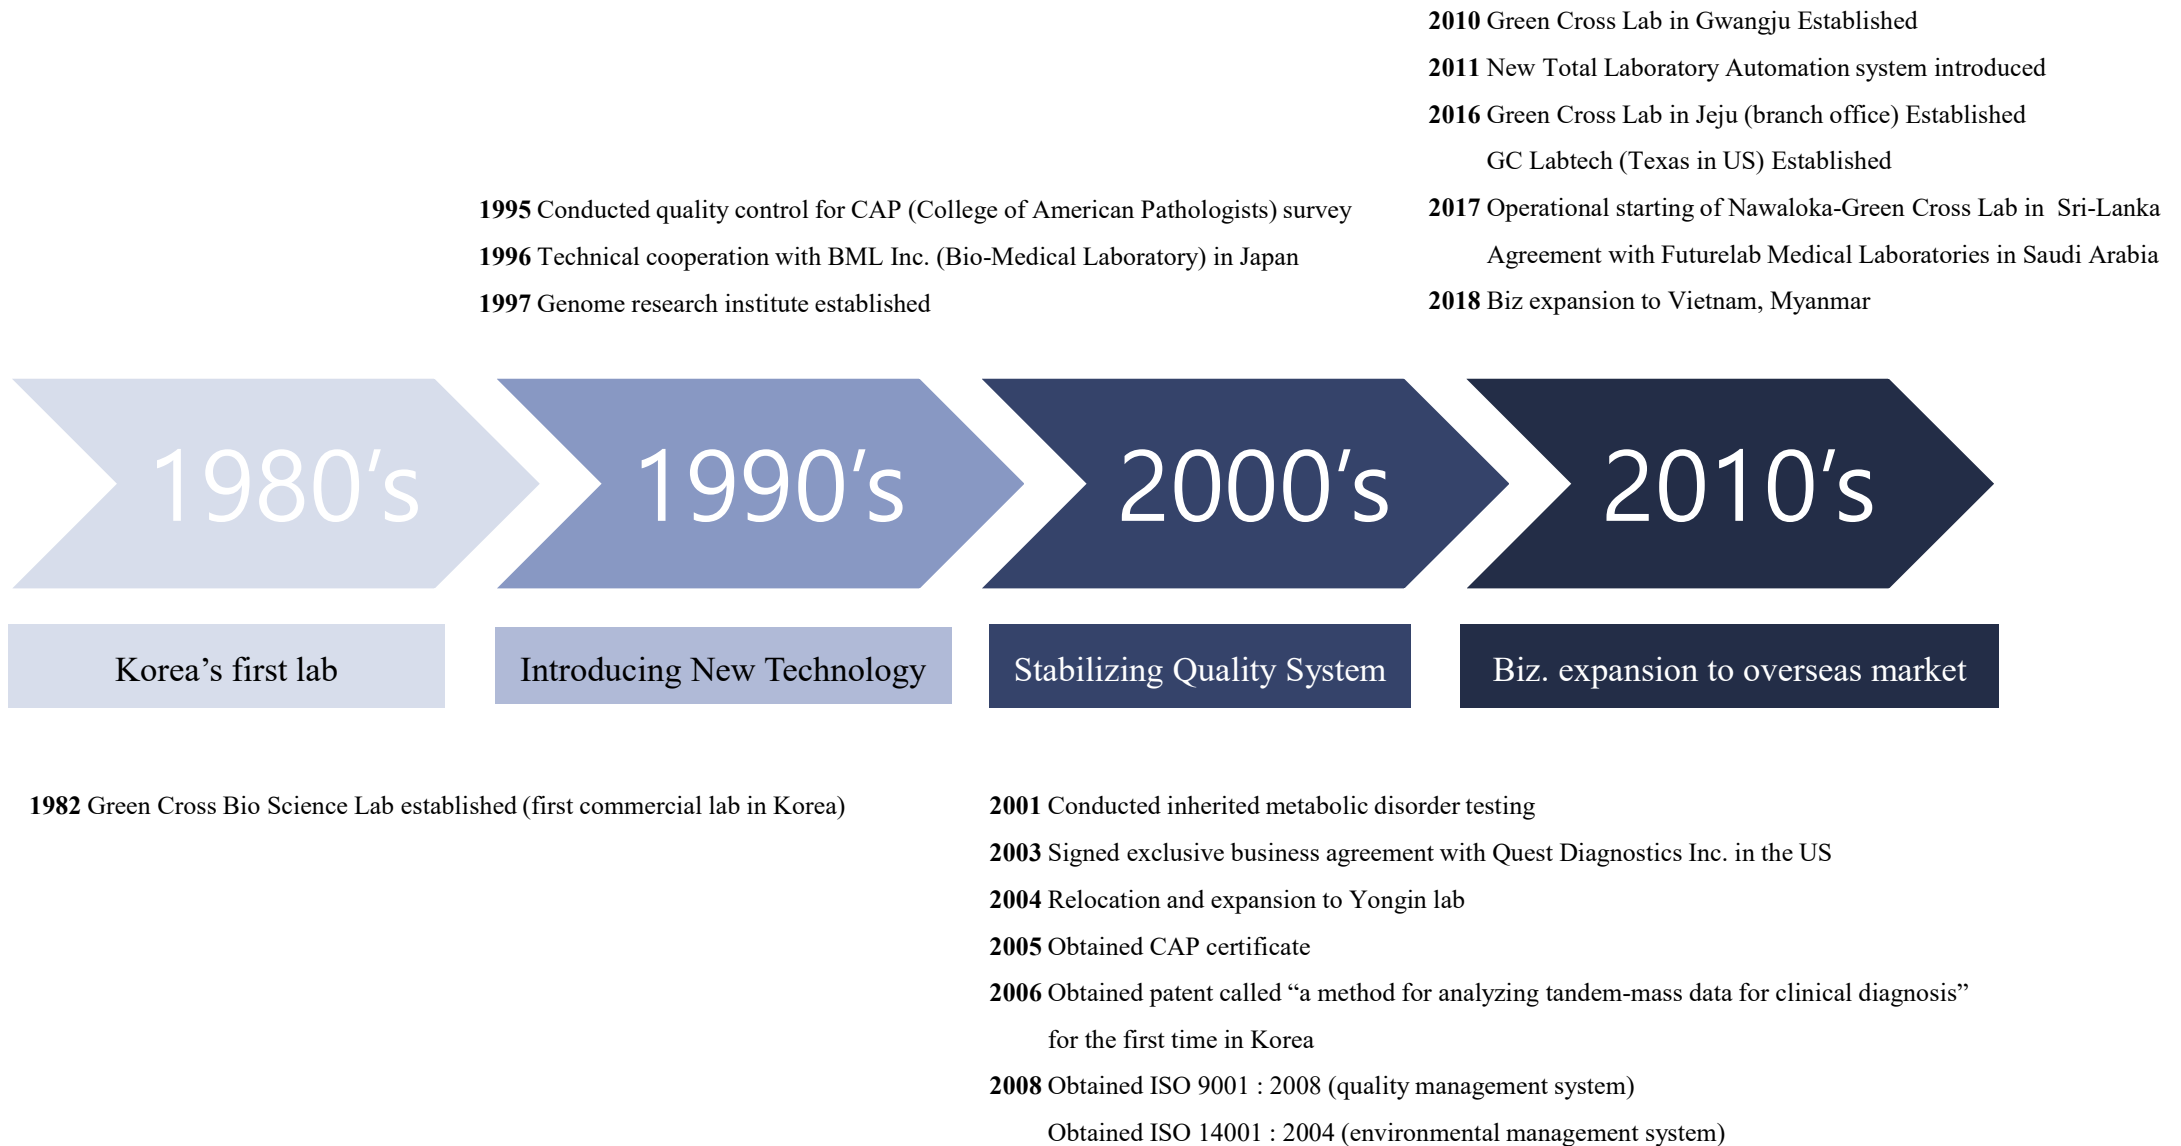 2010 Green Cross Lab in Gwangju Established
2011 New Total Laboratory Automation system introduced
2016 Green Cross Lab in Jeju (branch office) Established
GC Labtech (Texas in US) Established
2017 Operational starting of Nawaloka-Green Cross Lab in Sri-Lanka
Agreement with Futurelab Medical Laboratories in Saudi Arabia
2018 Biz expansion to Vietnam, Myanmar
1995 Conducted quality control for CAP (College of American Pathologists) survey
1996 Technical cooperation with BML Inc. (Bio-Medical Laboratory) in Japan
1997 Genome research institute established
1980’s
1990’s
2000’s
2010’s
Korea’s first lab
Introducing New Technology
Stabilizing Quality System
Biz. expansion to overseas market
1982 Green Cross Bio Science Lab established (first commercial lab in Korea)
2001 Conducted inherited metabolic disorder testing
2003 Signed exclusive business agreement with Quest Diagnostics Inc. in the US
2004 Relocation and expansion to Yongin lab
2005 Obtained CAP certificate
2006 Obtained patent called “a method for analyzing tandem-mass data for clinical diagnosis”
for the first time in Korea
2008 Obtained ISO 9001 : 2008 (quality management system)
Obtained ISO 14001 : 2004 (environmental management system)